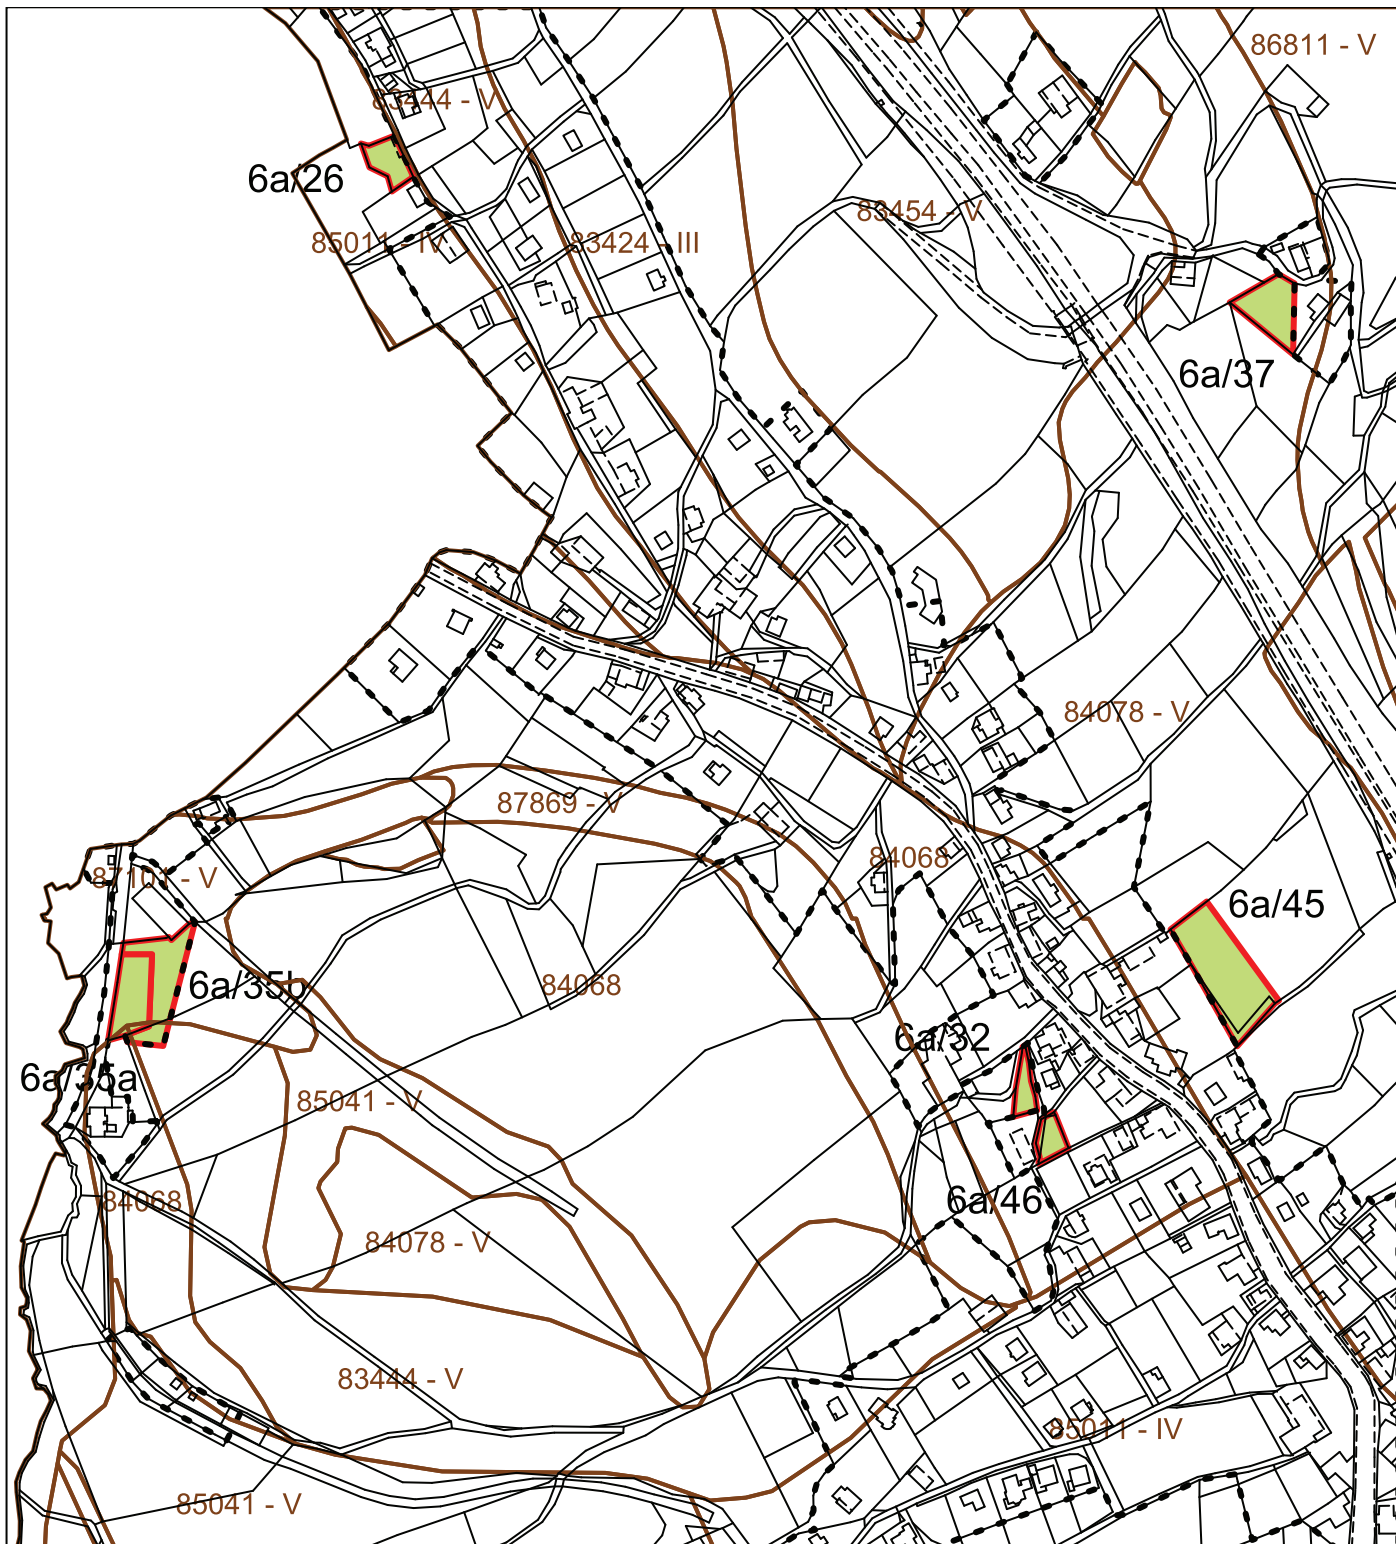 86811 - V
83444 - V
6a/26
83454 - V
85011 - IV
83424 - III
6a/37
84078 - V
87869 - V
84068
87101 - V
6a/45
6a/35b
84068
6a/32
6a/35a
85041 - V
84068
6a/46
84078 - V
83444 - V
85011 - IV
85041 - V